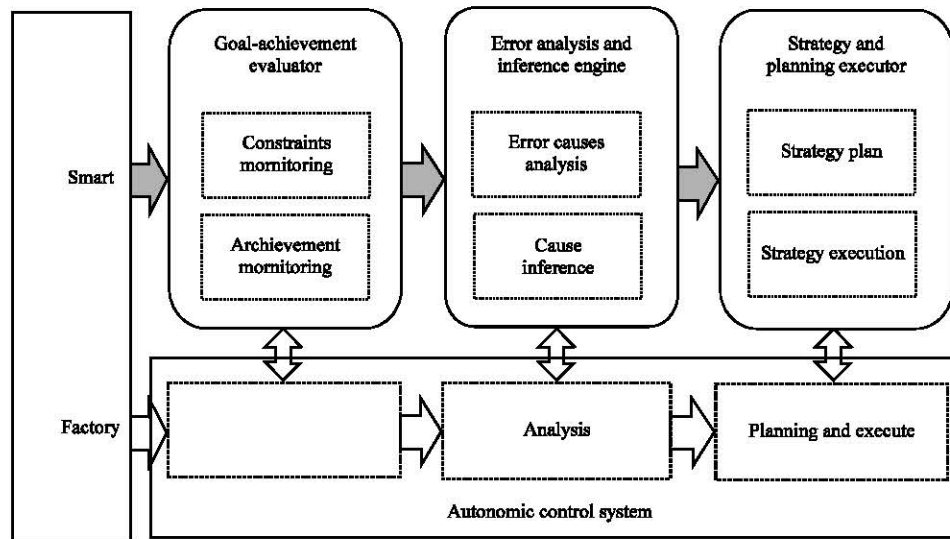 Goal-achievement
evaluator
Constraints
mornitoring
Archievement
mornitoring
Error analysis and
inference engine
Error causes
analysis
Cause
inference
Strategy and
planning executor
Strategy plan
Strategy execution
Smart
Factory
Analysis
Planning and execute
Autonomic control system